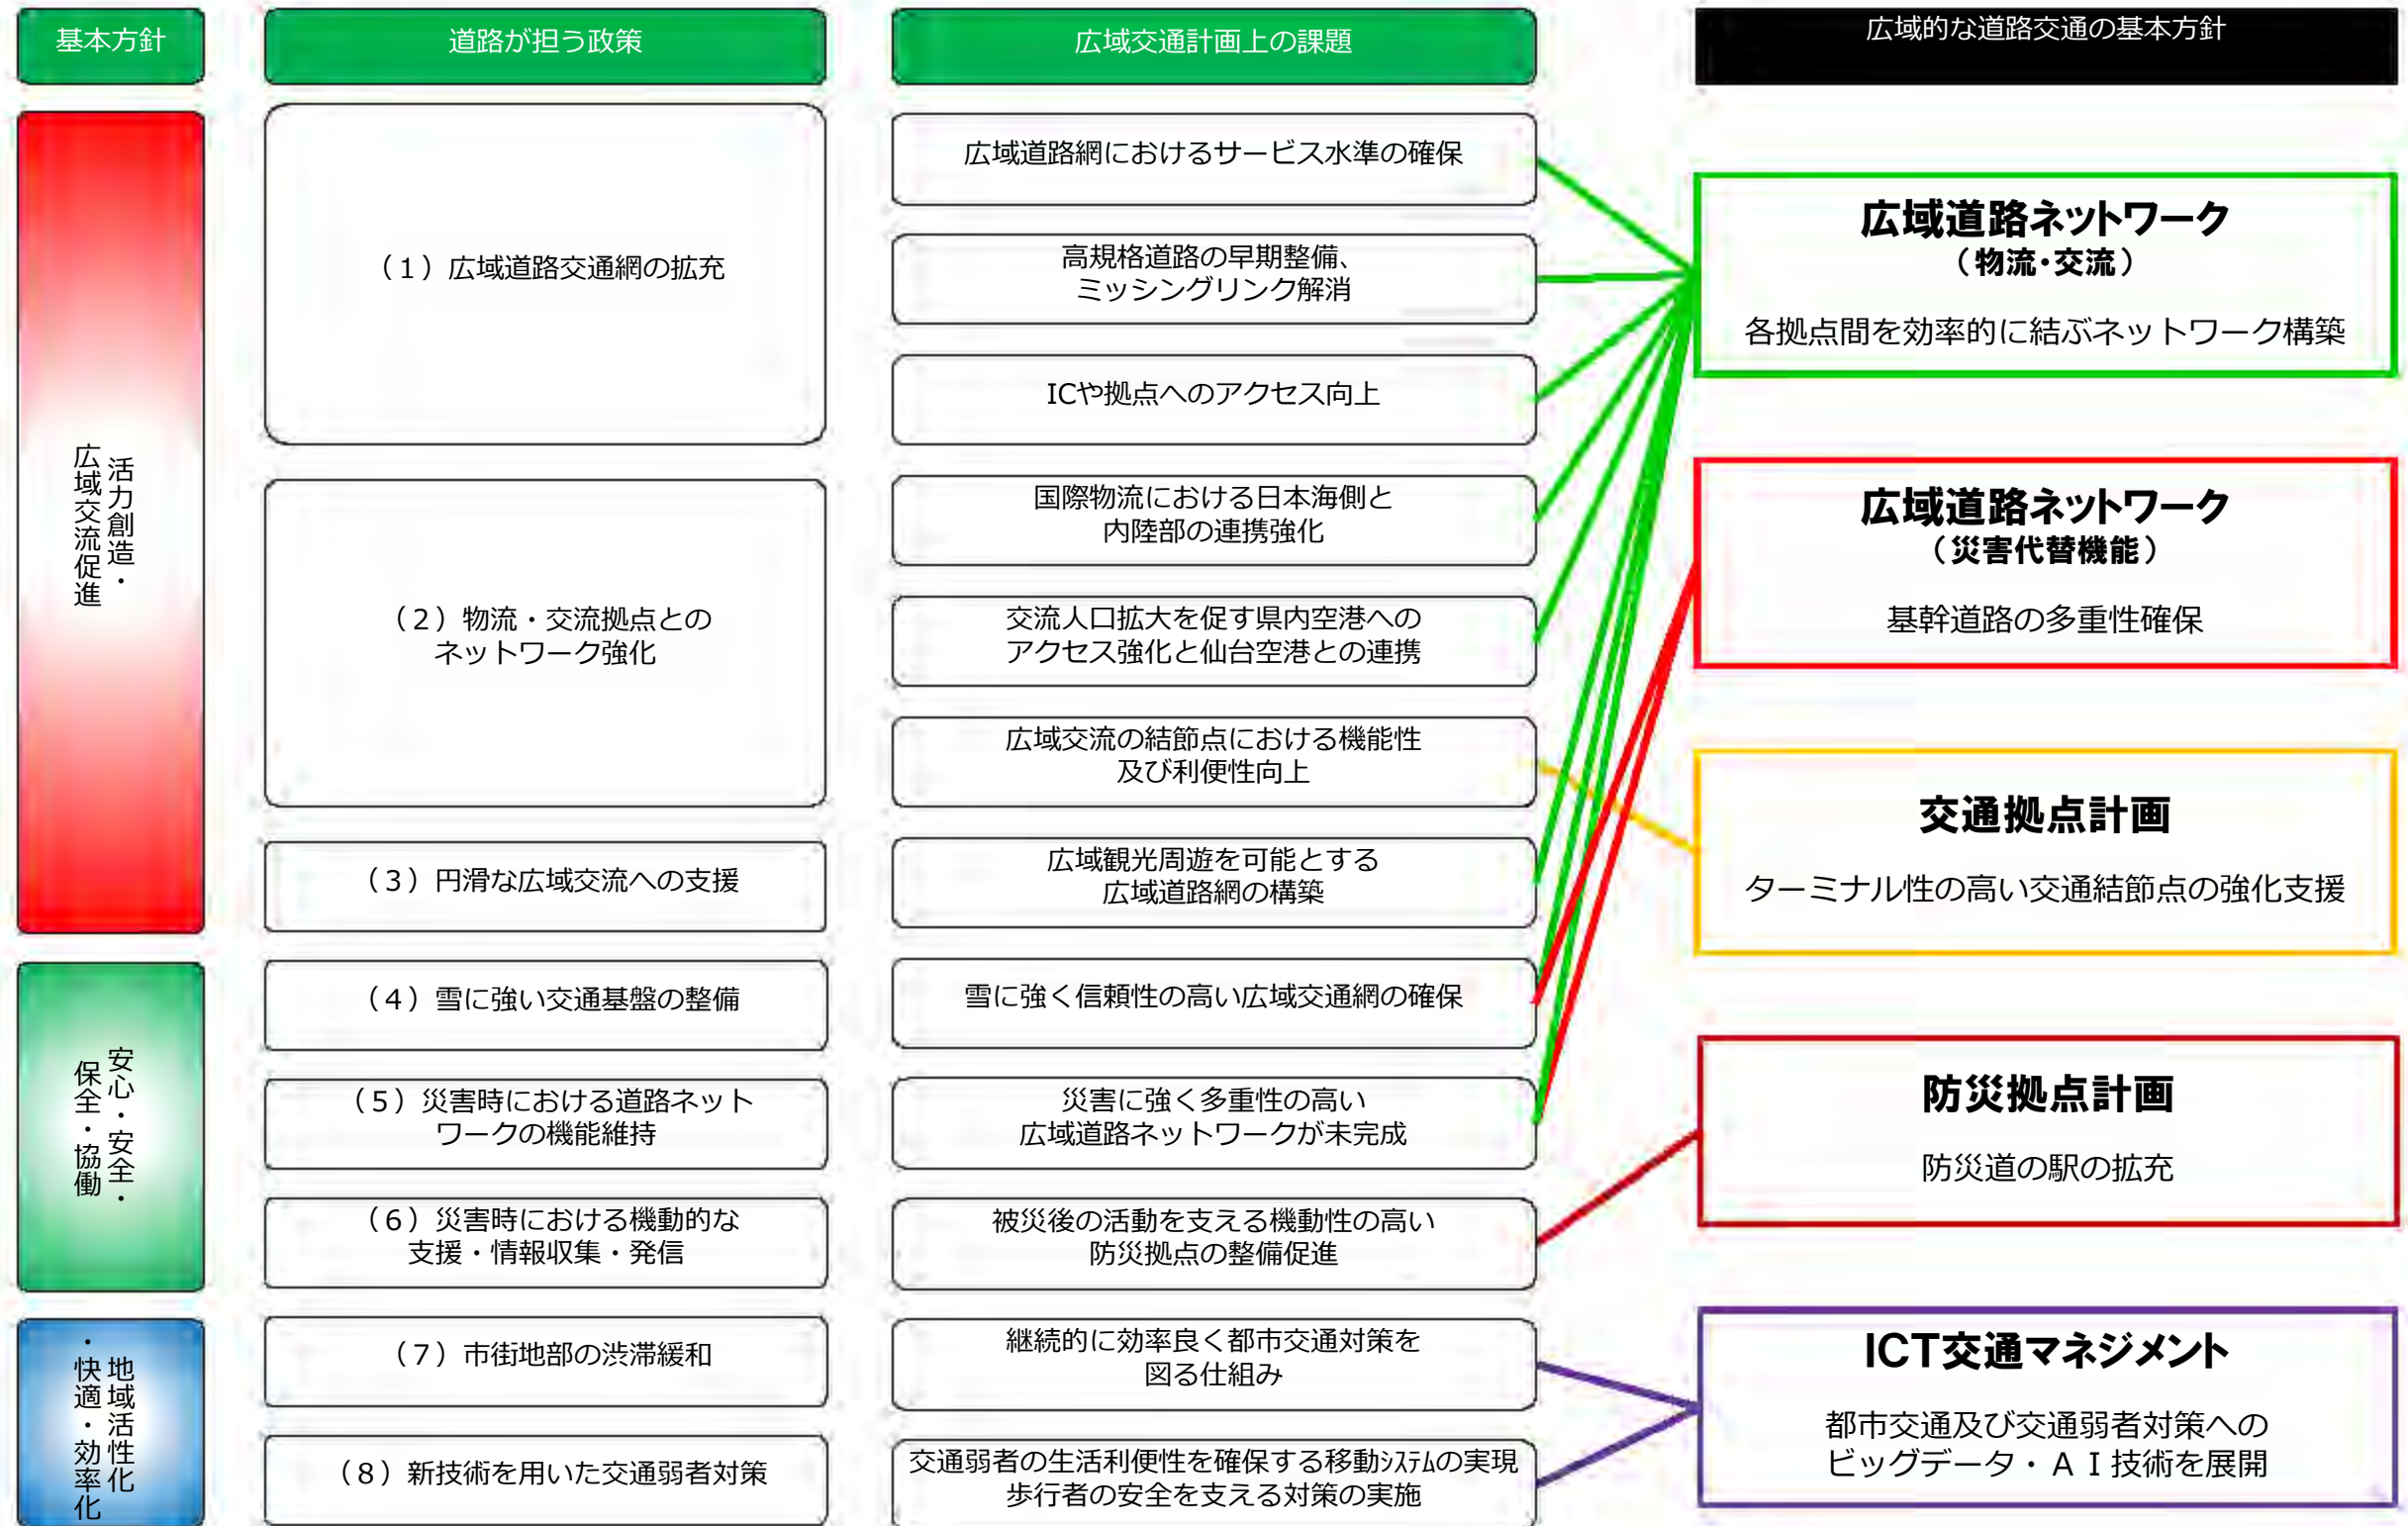 基本方針
道路が担う政策
広域交通計画上の課題
広域的な道路交通の基本方針
活力創造・
広域交流促進
安心・安全・
保全・協働
地域活性化
・快適・効率化
（1）広域道路交通網の拡充
（2）物流・交流拠点との
ネットワーク強化
（3）円滑な広域交流への支援
（4）雪に強い交通基盤の整備
（5）災害時における道路ネット
ワークの機能維持
（6）災害時における機動的な
支援・情報収集・発信
（7）市街地部の渋滞緩和
（8）新技術を用いた交通弱者対策
広域道路網におけるサービス水準の確保
高規格道路の早期整備、
ミッシングリンク解消
ICや拠点へのアクセス向上
国際物流における日本海側と
内陸部の連携強化
交流人口拡大を促す県内空港への
アクセス強化と仙台空港との連携
広域交流の結節点における機能性
及び利便性向上
広域観光周遊を可能とする
広域道路網の構築
雪に強く信頼性の高い広域交通網の確保
災害に強く多重性の高い
広域道路ネットワークが未完成
被災後の活動を支える機動性の高い
防災拠点の整備促進
継続的に効率良く都市交通対策を
図る仕組み
交通弱者の生活利便性を確保する移動ｼｽﾃﾑの実現
歩行者の安全を支える対策の実施
広域道路ネットワーク
（物流・交流）
各拠点間を効率的に結ぶネットワーク構築
広域道路ネットワーク
（災害代替機能）
基幹道路の多重性確保
交通拠点計画
ターミナル性の高い交通結節点の強化支援
防災拠点計画
防災道の駅の拡充
ICT交通マネジメント
都市交通及び交通弱者対策への
ビッグデータ・ＡＩ技術を展開